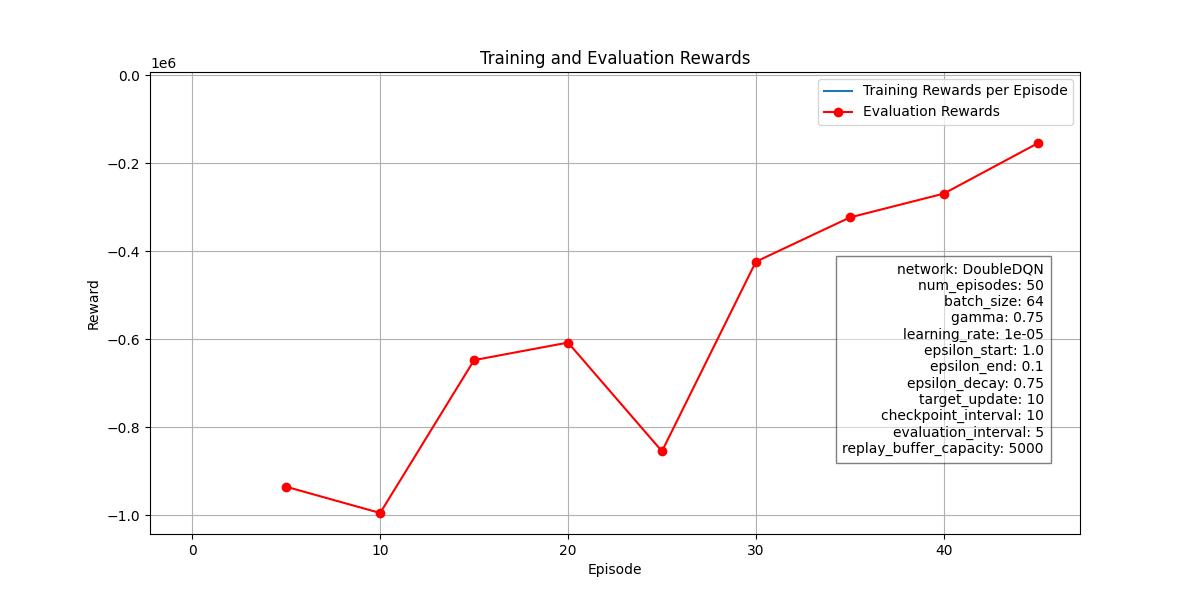 Training and Evaluation Rewards
1e6
0.0
−0.2
−0.4
−0.6
−0.8
−1.0
Reward
Training Rewards per Episode
Evaluation Rewards
network: DoubleDQN
num_episodes: 50
batch_size: 64
gamma: 0.75
learning_rate: 1e-05
epsilon_start: 1.0
epsilon_end: 0.1
epsilon_decay: 0.75
target_update: 10
checkpoint_interval: 10
evaluation_interval: 5
replay_buffer_capacity: 5000
0 10 20 30 40
Episode